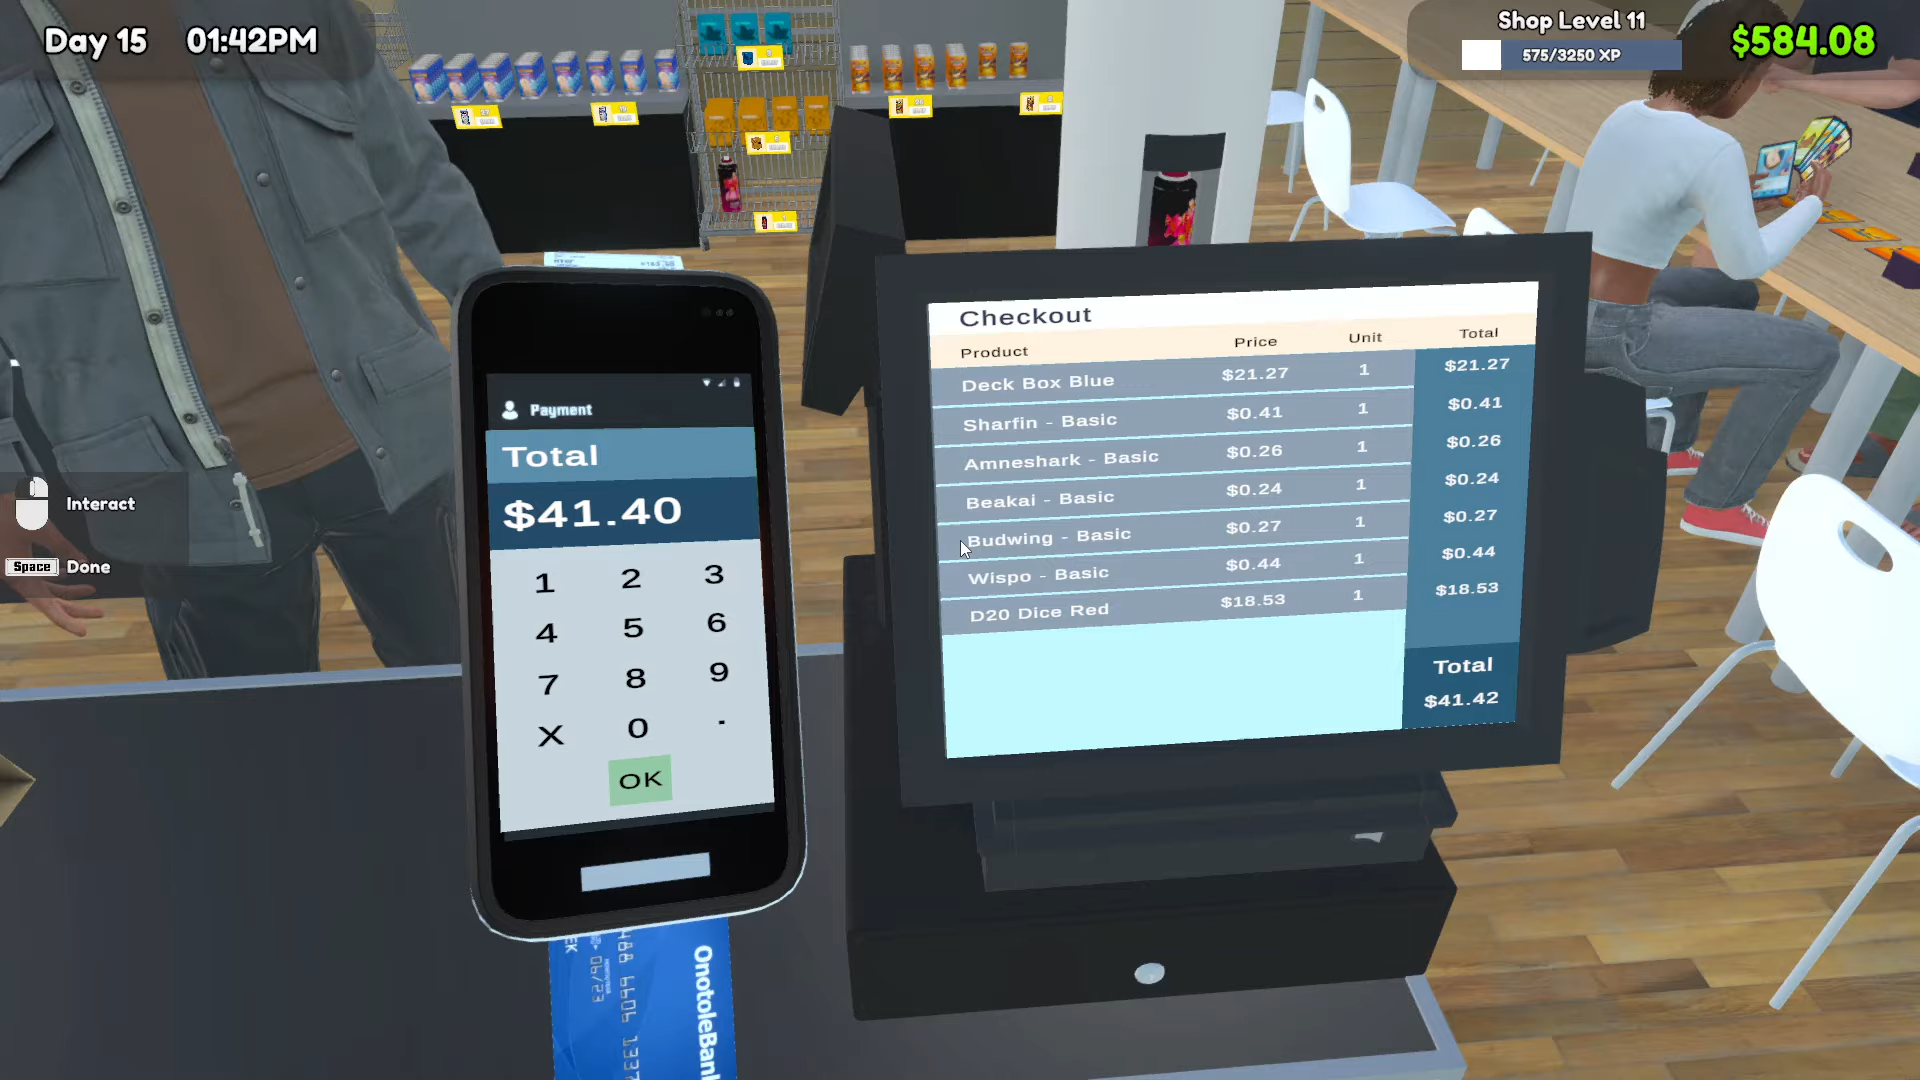 Day 15 01:42PM
Shop Level 11
575/3250 XP
$584.08
Interact
Space Done
Payment
Total
$41.40
1 2 3
4 5 6
7 8 9
X 0 .
OK
Checkout
Product Price Unit Total
Deck Box Blue $21.27 1 $21.27
Sharfin - Basic $0.41 1 $0.41
Amneshark - Basic $0.26 1 $0.26
Beakai - Basic $0.24 1 $0.24
Budwing - Basic $0.27 1 $0.27
Wispo - Basic $0.44 1 $0.44
D20 Dice Red $18.53 1 $18.53
Total
$41.42
OnotoleBank